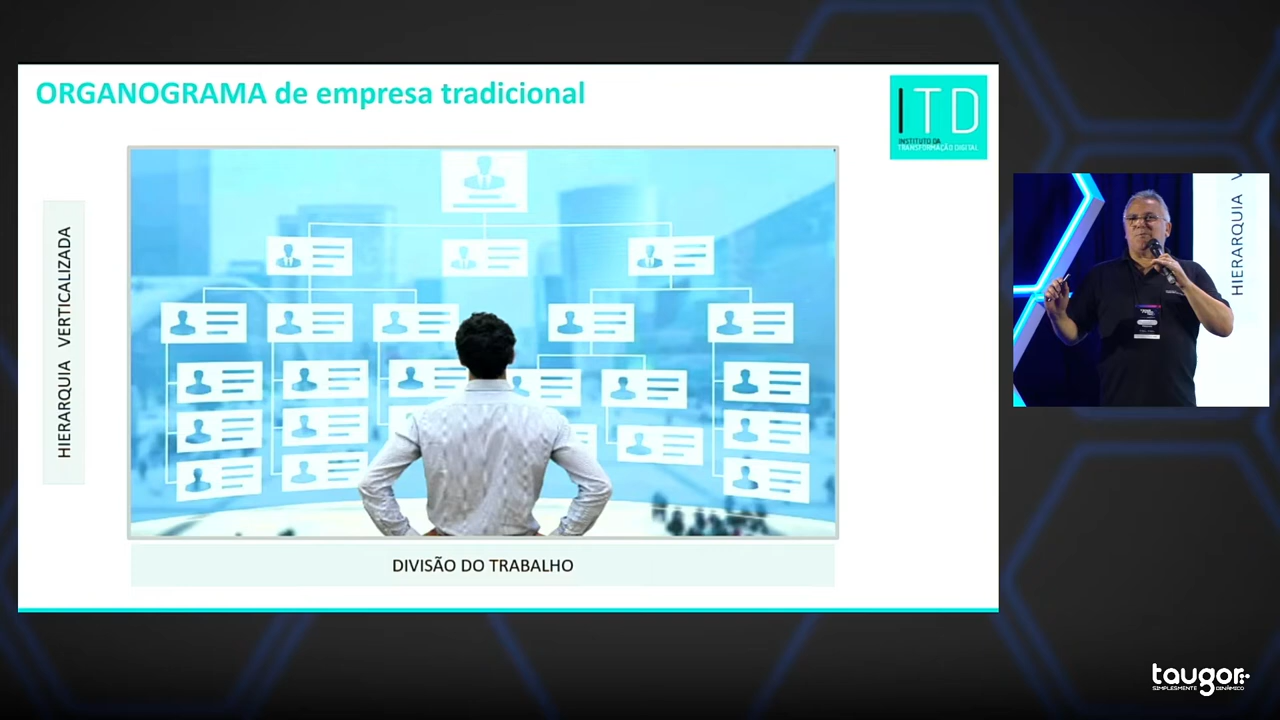 ORGANOGRAMA de empresa tradicional
ITD
INSTITUTO DA
TRANSFORMAÇÃO DIGITAL
HIERARQUIA VERTICALIZADA
DIVISÃO DO TRABALHO
HIERARQUIA V
taugor
SIMPLESMENTE DINÂMICO